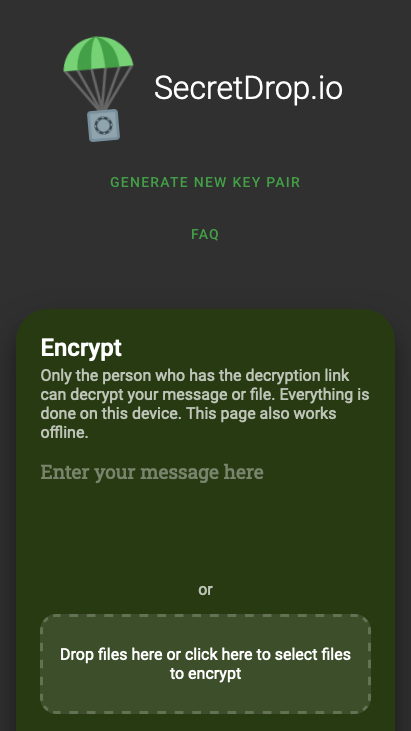 SecretDrop.io
GENERATE NEW KEY PAIR
FAQ
Encrypt
Only the person who has the decryption link
can decrypt your message or file. Everything is
done on this device. This page also works
offline.
Enter your message here
or
Drop files here or click here to select files
to encrypt